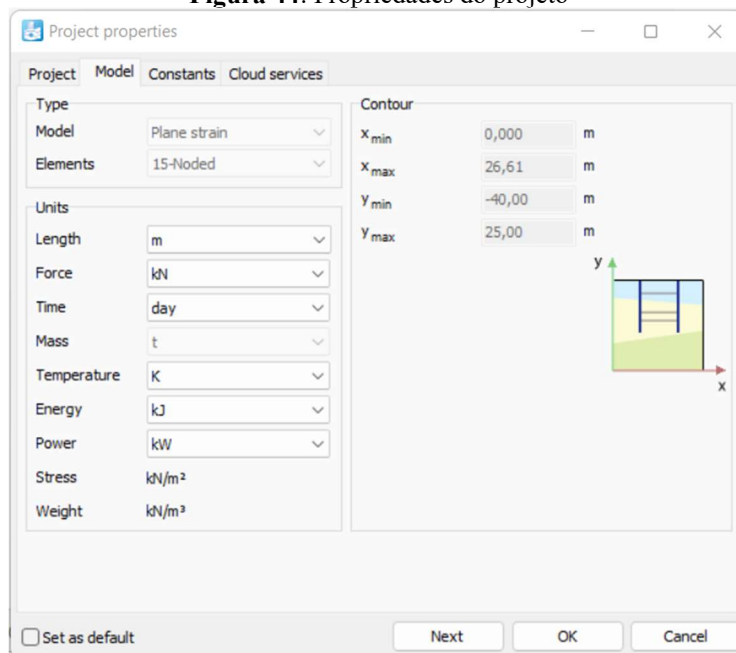 Figura 44. Propriedades do projeto
Project properties
Project Model Constants Cloud services
Type
Model Plane strain
Elements 15-Noded
Units
Length m
Force kN
Time day
Mass t
Temperature K
Energy kJ
Power kW
Stress kN/m²
Weight kN/m³
Contour
x min 0,000 m
x max 26,61 m
y min -40,00 m
y max 25,00 m
y
x
Set as default
Next
OK
Cancel